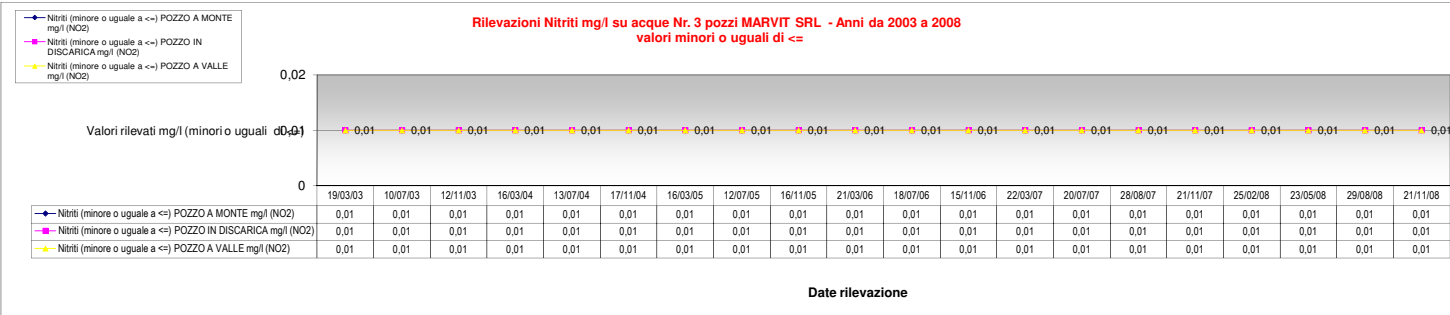 Nitriti (minore o uguale a <=) POZZO A MONTE
mg/l (NO2)
Nitriti (minore o uguale a <=) POZZO IN
DISCARICA mg/l (NO2)
Nitriti (minore o uguale a <=) POZZO A VALLE
mg/l (NO2)
Rilevazioni Nitriti mg/l su acque Nr. 3 pozzi MARVIT SRL - Anni da 2003 a 2008
valori minori o uguali di <=
0,02
Valori rilevati mg/l (minori o uguali di <=)
0,01
0,01 0,01 0,01 0,01 0,01 0,01 0,01 0,01 0,01 0,01 0,01 0,01 0,01 0,01 0,01 0,01 0,01 0,01 0,01 0,01
0
19/03/03 10/07/03 12/11/03 16/03/04 13/07/04 17/11/04 16/03/05 12/07/05 16/11/05 21/03/06 18/07/06 15/11/06 22/03/07 20/07/07 28/08/07 21/11/07 25/02/08 23/05/08 29/08/08 21/11/08
Nitriti (minore o uguale a <=) POZZO A MONTE mg/l (NO2) 0,01 0,01 0,01 0,01 0,01 0,01 0,01 0,01 0,01 0,01 0,01 0,01 0,01 0,01 0,01 0,01 0,01 0,01 0,01 0,01
Nitriti (minore o uguale a <=) POZZO IN DISCARICA mg/l (NO2) 0,01 0,01 0,01 0,01 0,01 0,01 0,01 0,01 0,01 0,01 0,01 0,01 0,01 0,01 0,01 0,01 0,01 0,01 0,01 0,01
Nitriti (minore o uguale a <=) POZZO A VALLE mg/l (NO2) 0,01 0,01 0,01 0,01 0,01 0,01 0,01 0,01 0,01 0,01 0,01 0,01 0,01 0,01 0,01 0,01 0,01 0,01 0,01 0,01
Date rilevazione